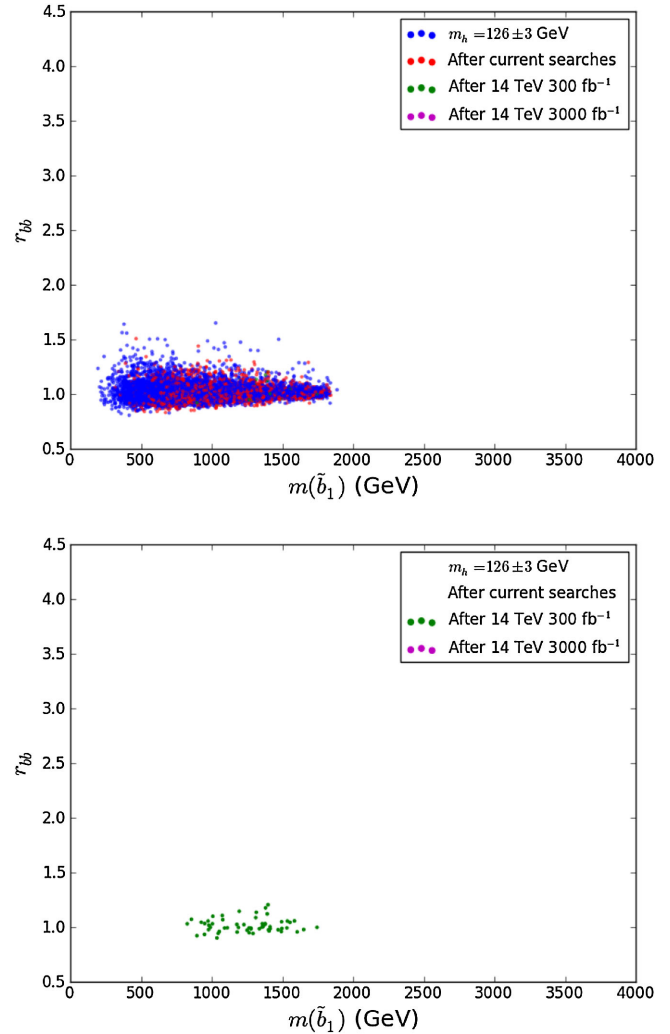 4.5
4.0
3.5
3.0
2.5
2.0
1.5
1.0
0.5
r_bb
m_h = 126 ± 3 GeV
After current searches
After 14 TeV 300 fb⁻¹
After 14 TeV 3000 fb⁻¹
0 500 1000 1500 2000 2500 3000 3500 4000
m(b̃₁) (GeV)
4.5
4.0
3.5
3.0
2.5
2.0
1.5
1.0
0.5
r_bb
m_h = 126 ± 3 GeV
After current searches
After 14 TeV 300 fb⁻¹
After 14 TeV 3000 fb⁻¹
0 500 1000 1500 2000 2500 3000 3500 4000
m(b̃₁) (GeV)